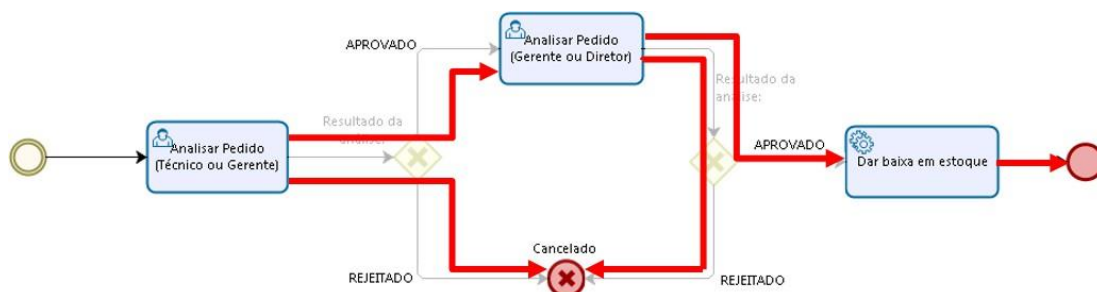 Analisar Pedido
(Técnico ou Gerente)
Resultado da
análise:
APROVADO
REJEITADO
Analisar Pedido
(Gerente ou Diretor)
Cancelado
Resultado da
análise:
APROVADO
REJEITADO
Dar baixa em estoque